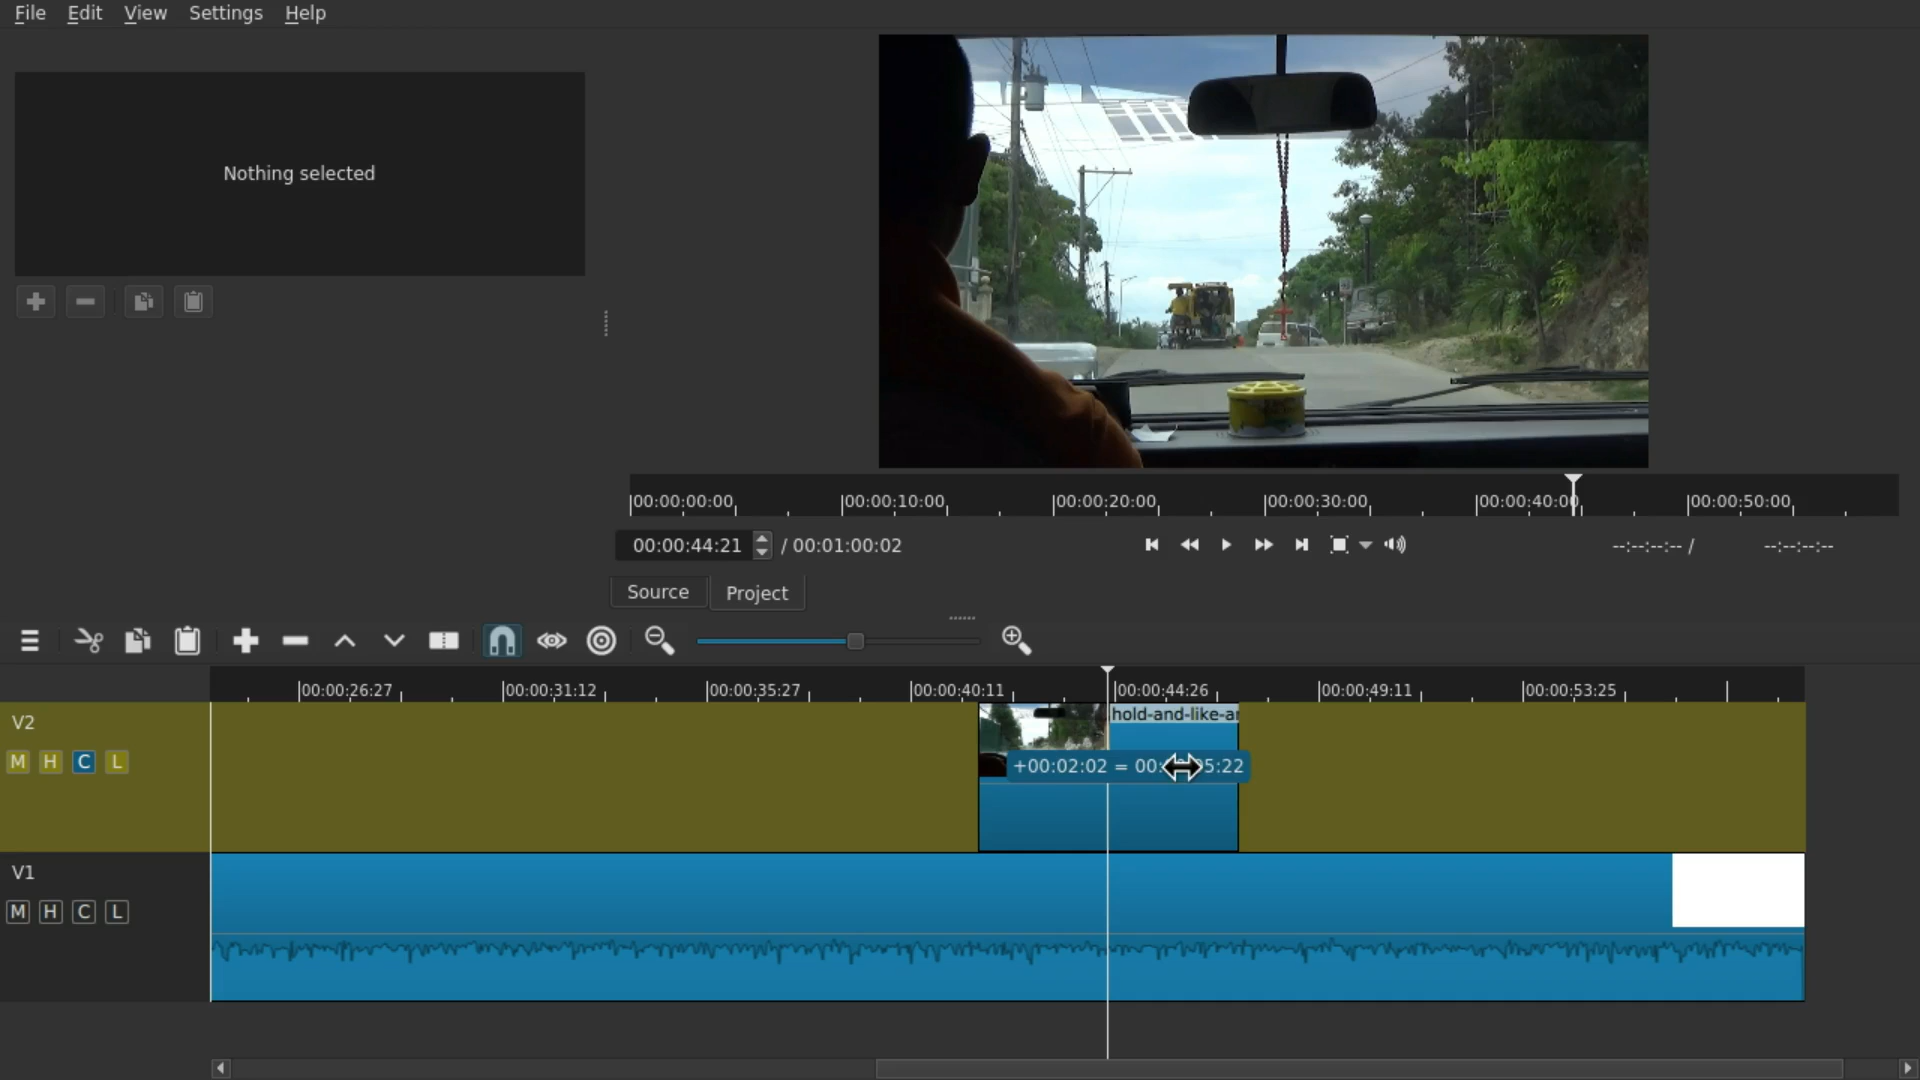 File Edit View Settings Help
Nothing selected
00:00:00:00 00:00:10:00 00:00:20:00 00:00:30:00 00:00:40:00 00:00:50:00
00:00:44:21 / 00:01:00:02 --:--:--:-- / --:--:--:--
Source Project
00:00:26:27 00:00:31:12 00:00:35:27 00:00:40:11 00:00:44:26 00:00:49:11 00:00:53:25
V2
hold-and-like-a
M H C L
+00:02:02 = 00: 05:22
V1
M H C L